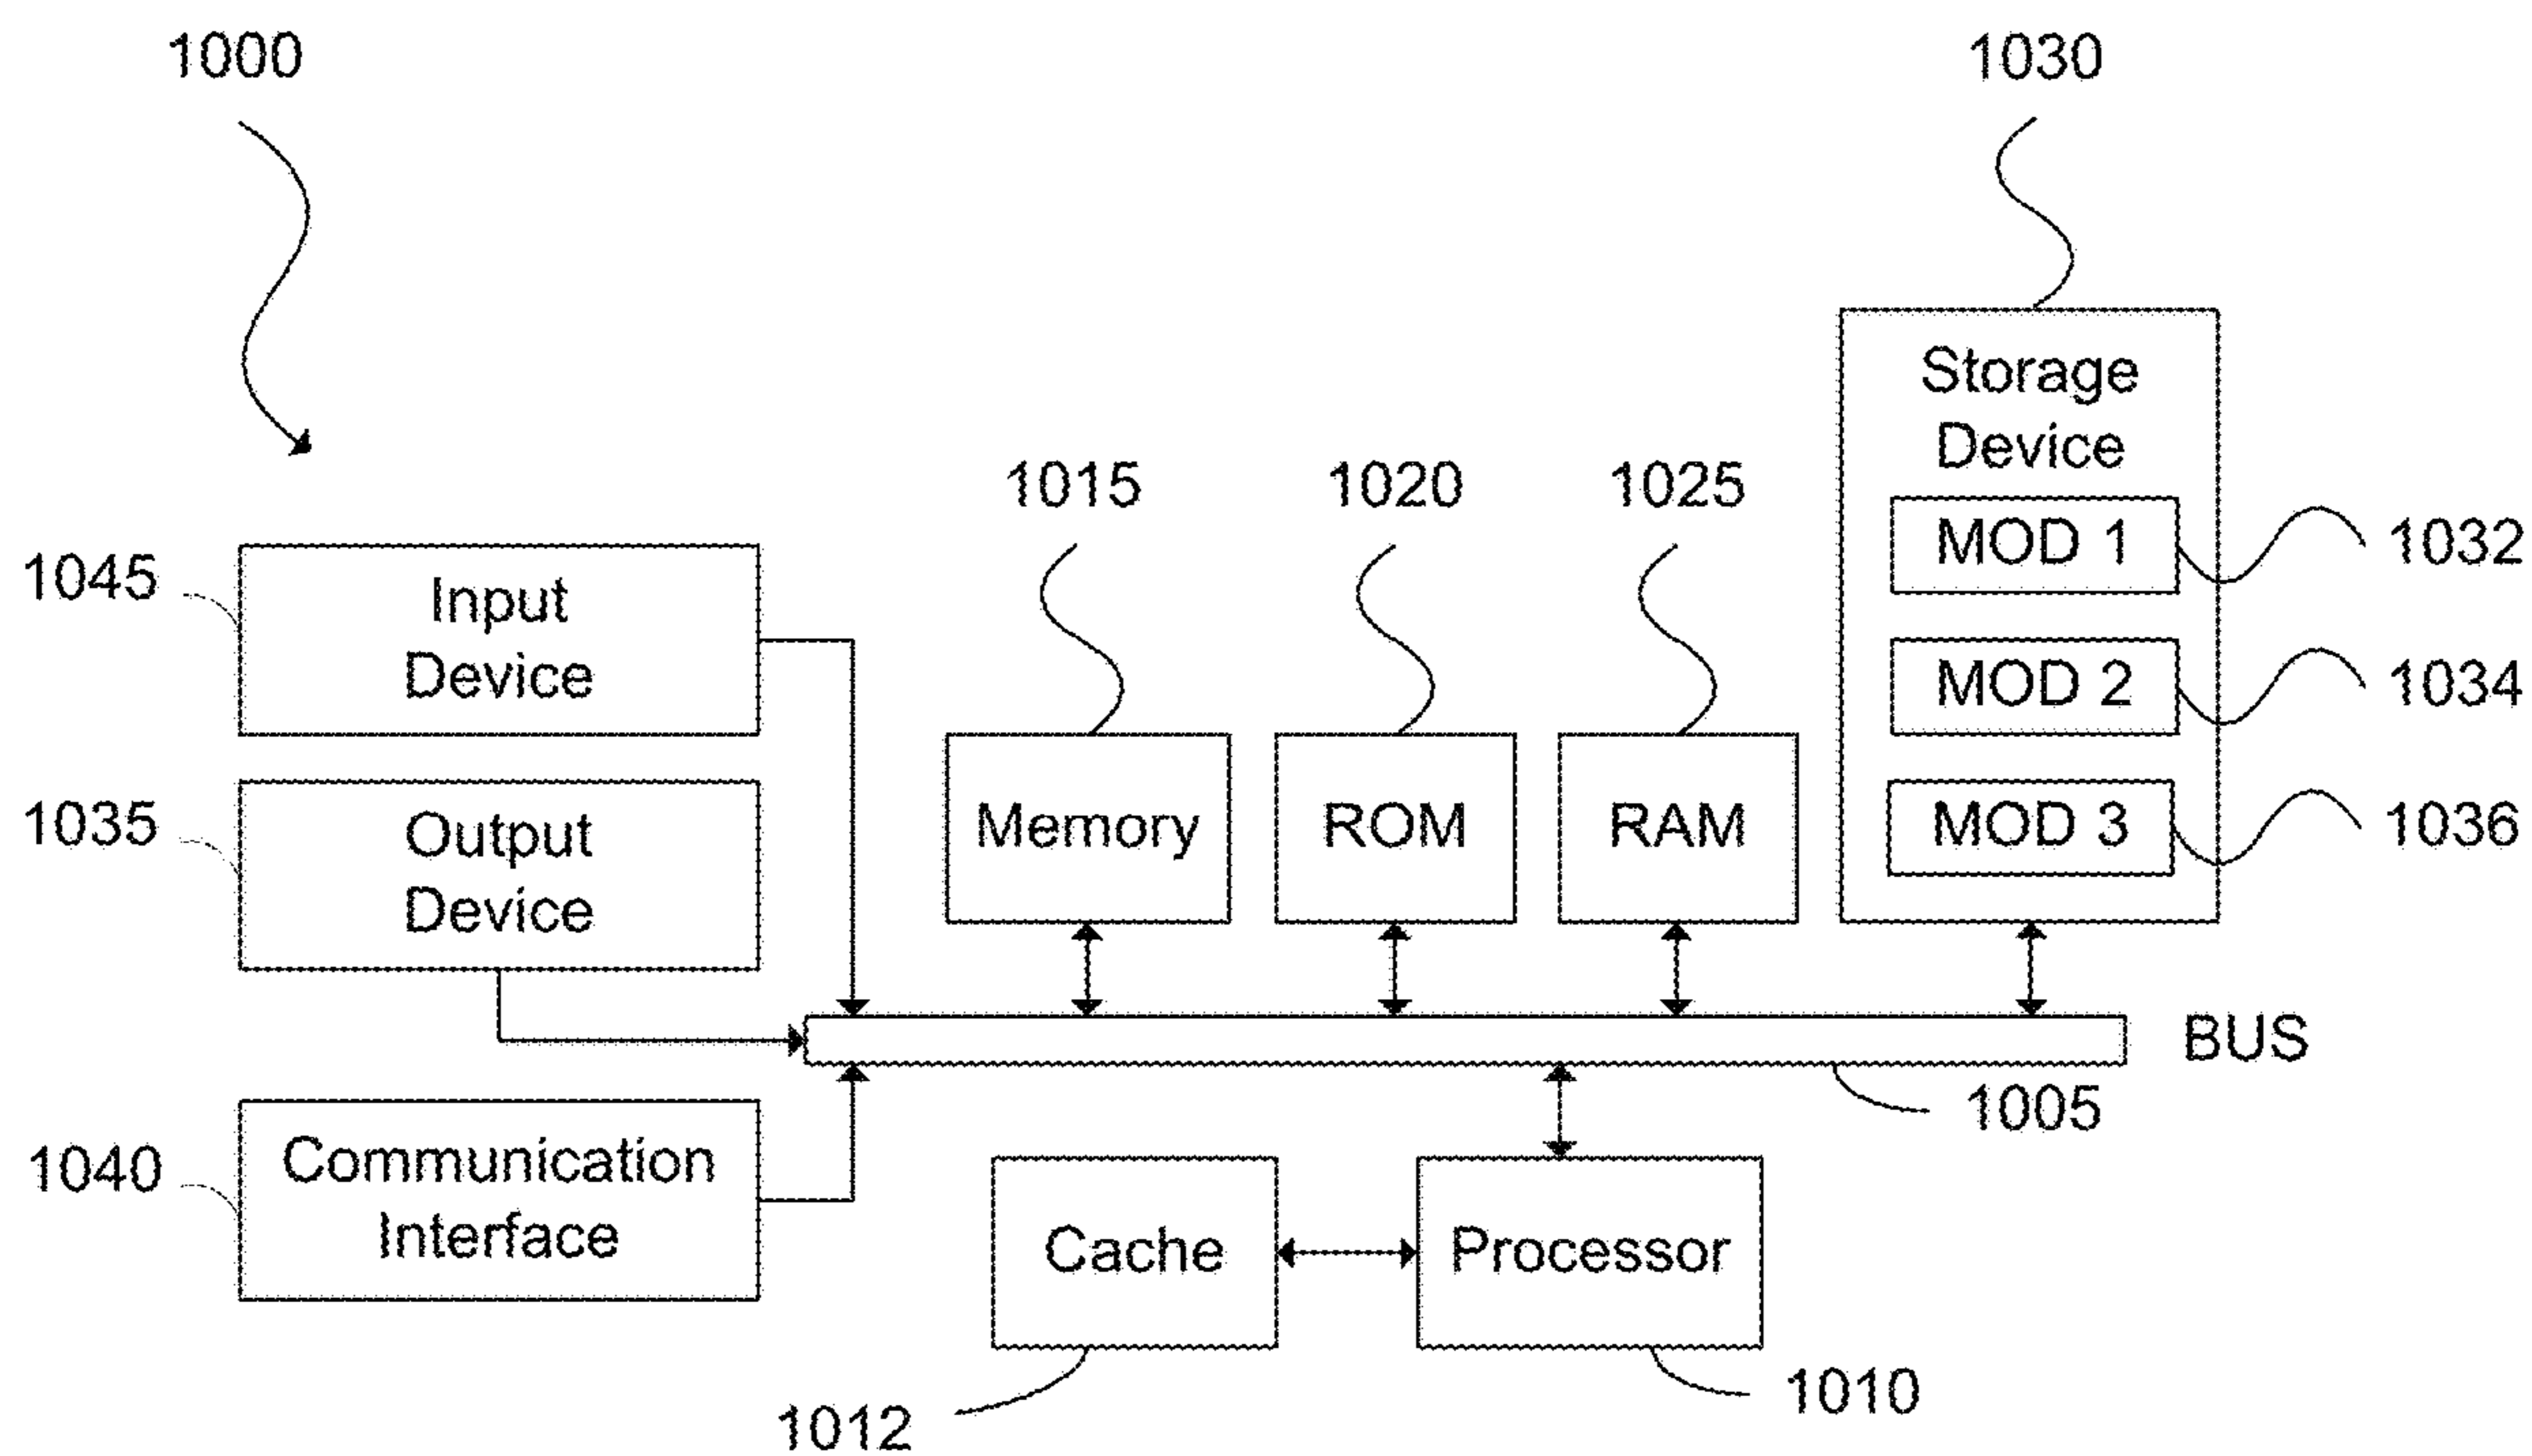 1000
1030
Storage
Device
1015
1020
1025
MOD 1
1032
1045
Input
Device
MOD 2
1034
1035
Output
Device
Memory
ROM
RAM
MOD 3
1036
BUS
1005
1040
Communication
Interface
Cache
Processor
1010
1012